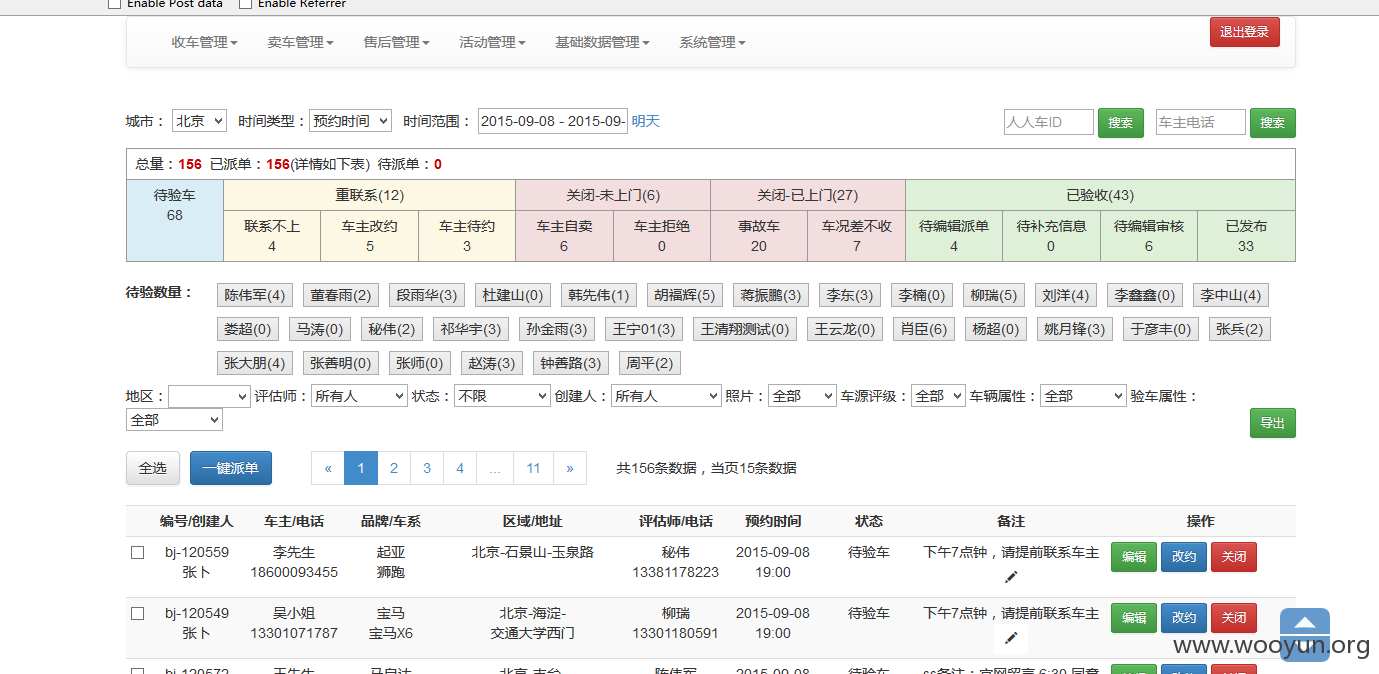 Enable Post data Enable Referrer
收车管理 卖车管理 售后管理 活动管理 基础数据管理 系统管理 退出登录
城市： 北京 时间类型： 预约时间 时间范围： 2015-09-08 - 2015-09- 明天 人人车ID 搜索 车主电话 搜索
总量：156 已派单：156(详情如下表) 待派单：0
待验车 重联系(12) 关闭-未上门(6) 关闭-已上门(27) 已验收(43)
68
联系不上 车主改约 车主待约 车主自卖 车主拒绝 事故车 车况差不收 待编辑派单 待补充信息 待编辑审核 已发布
4 5 3 6 0 20 7 4 0 6 33
待验数量： 陈伟军(4) 董春雨(2) 段雨华(3) 杜建山(0) 韩先伟(1) 胡福辉(5) 蒋振鹏(3) 李东(3) 李楠(0) 柳瑞(5) 刘洋(4) 李鑫鑫(0) 李中山(4)
娄超(0) 马涛(0) 秘伟(2) 祁华宇(3) 孙金雨(3) 王宁01(3) 王清翔测试(0) 王云龙(0) 肖臣(6) 杨超(0) 姚月锋(3) 于彦丰(0) 张兵(2)
张大朋(4) 张善明(0) 张师(0) 赵涛(3) 钟善路(3) 周平(2)
地区： 评估师： 所有人 状态： 不限 创建人： 所有人 照片： 全部 车源评级： 全部 车辆属性： 全部 验车属性：
全部 导出
全选 一键派单 « 1 2 3 4 ... 11 » 共156条数据，当页15条数据
编号/创建人 车主/电话 品牌/车系 区域/地址 评估师/电话 预约时间 状态 备注 操作
bj-120559 李先生 起亚 北京-石景山-玉泉路 秘伟 2015-09-08 待验车 下午7点钟，请提前联系车主 编辑 改约 关闭
张卜 18600093455 狮跑 13381178223 19:00
bj-120549 吴小姐 宝马 北京-海淀- 柳瑞 2015-09-08 待验车 下午7点钟，请提前联系车主 编辑 改约 关闭
张卜 13301071787 宝马X6 交通大学西门 13301180591 19:00
www.wooyun.org